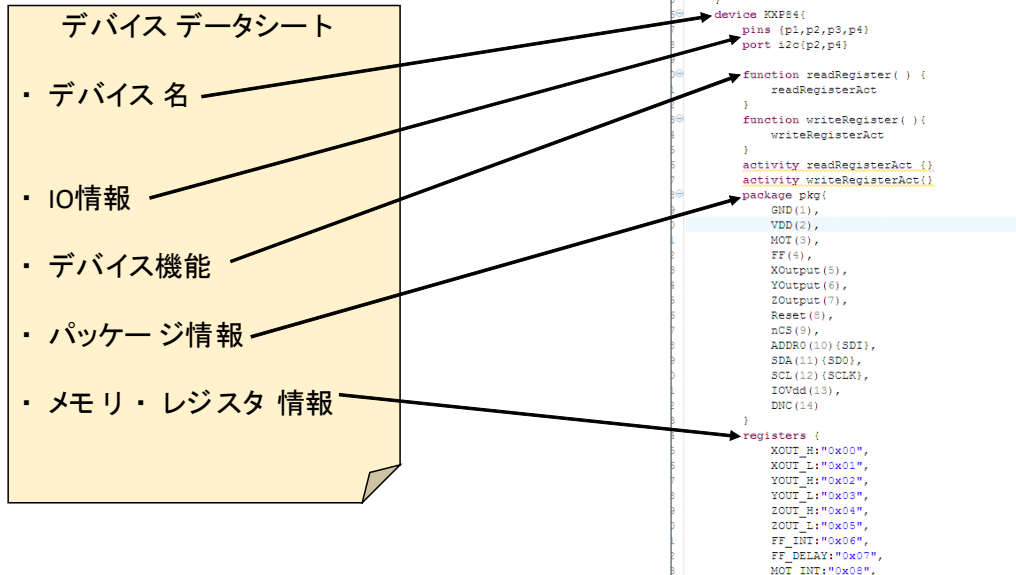 デバイス データシート
・ デバイス 名
・ IO情報
・ デバイス機能
・ パッケージ情報
・ メモリ・ レジスタ 情報
}
device KXP84{
pins {p1,p2,p3,p4}
port i2c{p2,p4}
function readRegister( ) {
readRegisterAct
}
function writeRegister( ){
writeRegisterAct
}
activity readRegisterAct {}
activity writeRegisterAct{}
package pkg{
GND(1),
VDD(2),
MOT(3),
FF(4),
XOutput(5),
YOutput(6),
ZOutput(7),
Reset(8),
nCS(9),
ADDR0(10){SDI},
SDA(11){SDO},
SCL(12){SCLK},
IOVdd(13),
DNC(14)
}
registers {
XOUT_H:"0x00",
XOUT_L:"0x01",
YOUT_H:"0x02",
YOUT_L:"0x03",
ZOUT_H:"0x04",
ZOUT_L:"0x05",
FF_INT:"0x06",
FF_DELAY:"0x07",
MOT_INT:"0x08",